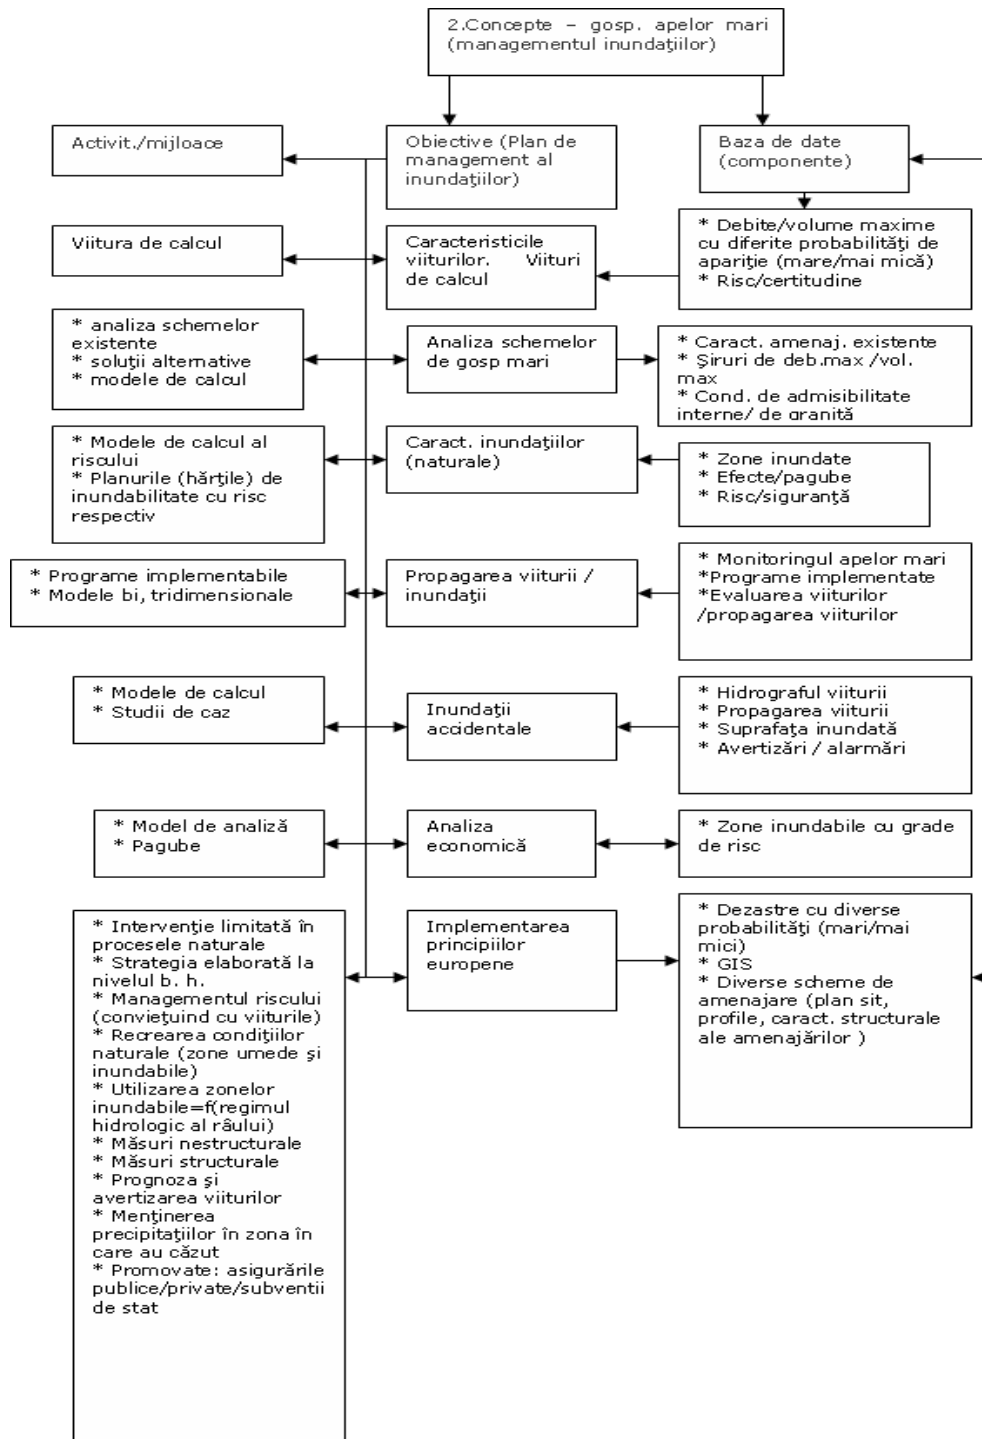 2.Concepte – gosp. apelor mari
(managementul inundaţiilor)
Activit./mijloace
Obiective (Plan de
management al
inundaţiilor)
Baza de date
(componente)
Viitura de calcul
Caracteristicile
viiturilor. Viituri
de calcul
* Debite/volume maxime
cu diferite probabilităţi de
apariţie (mare/mai mică)
* Risc/certitudine
* analiza schemelor
existente
* soluţii alternative
* modele de calcul
Analiza schemelor
de gosp mari
* Caract. amenaj. existente
* Şiruri de deb.max /vol.
max
* Cond. de admisibilitate
interne/ de graniţă
* Modele de calcul al
riscului
* Planurile (hărţile) de
inundabilitate cu risc
respectiv
Caract. inundaţiilor
(naturale)
* Zone inundate
* Efecte/pagube
* Risc/siguranţă
* Programe implementabile
* Modele bi, tridimensionale
Propagarea viiturii /
inundaţii
* Monitoringul apelor mari
*Programe implementate
*Evaluarea viiturilor
/propagarea viiturilor
* Modele de calcul
* Studii de caz
Inundaţii
accidentale
* Hidrograful viiturii
* Propagarea viiturii
* Suprafaţa inundată
* Avertizări / alarmări
* Model de analiză
* Pagube
Analiza
economică
* Zone inundabile cu grade
de risc
* Intervenţie limitată în
procesele naturale
* Strategia elaborată la
nivelul b. h.
* Managementul riscului
(convieţuind cu viiturile)
* Recrearea condiţiilor
naturale (zone umede şi
inundabile)
* Utilizarea zonelor
inundabile=f(regimul
hidrologic al râului)
* Măsuri nestructurale
* Măsuri structurale
* Prognoza şi
avertizarea viiturilor
* Menţinerea
precipitaţiilor în zona în
care au căzut
* Promovate: asigurările
publice/private/subventii
de stat
Implementarea
principiilor
europene
* Dezastre cu diverse
probabilităţi (mari/mai
mici)
* GIS
* Diverse scheme de
amenajare (plan sit,
profile, caract. structurale
ale amenajărilor )